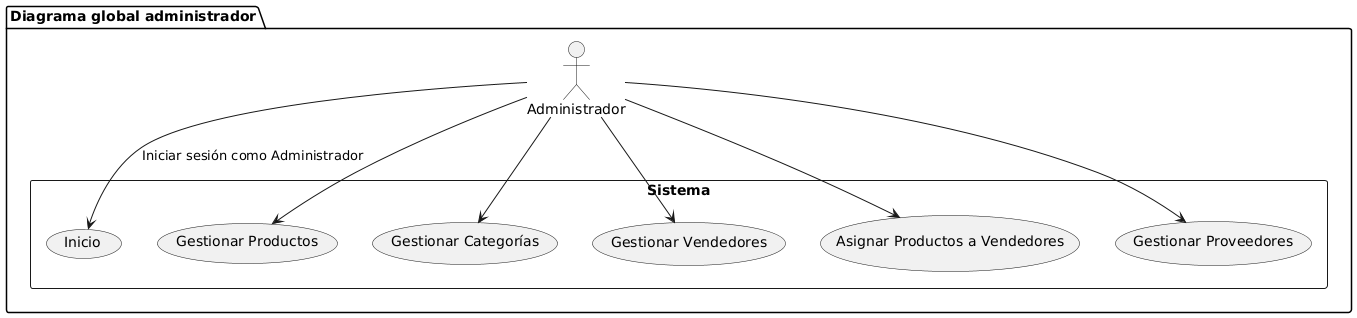 Diagrama global administrador
Administrador
Iniciar sesión como Administrador
Sistema
Inicio
Gestionar Productos
Gestionar Categorías
Gestionar Vendedores
Asignar Productos a Vendedores
Gestionar Proveedores